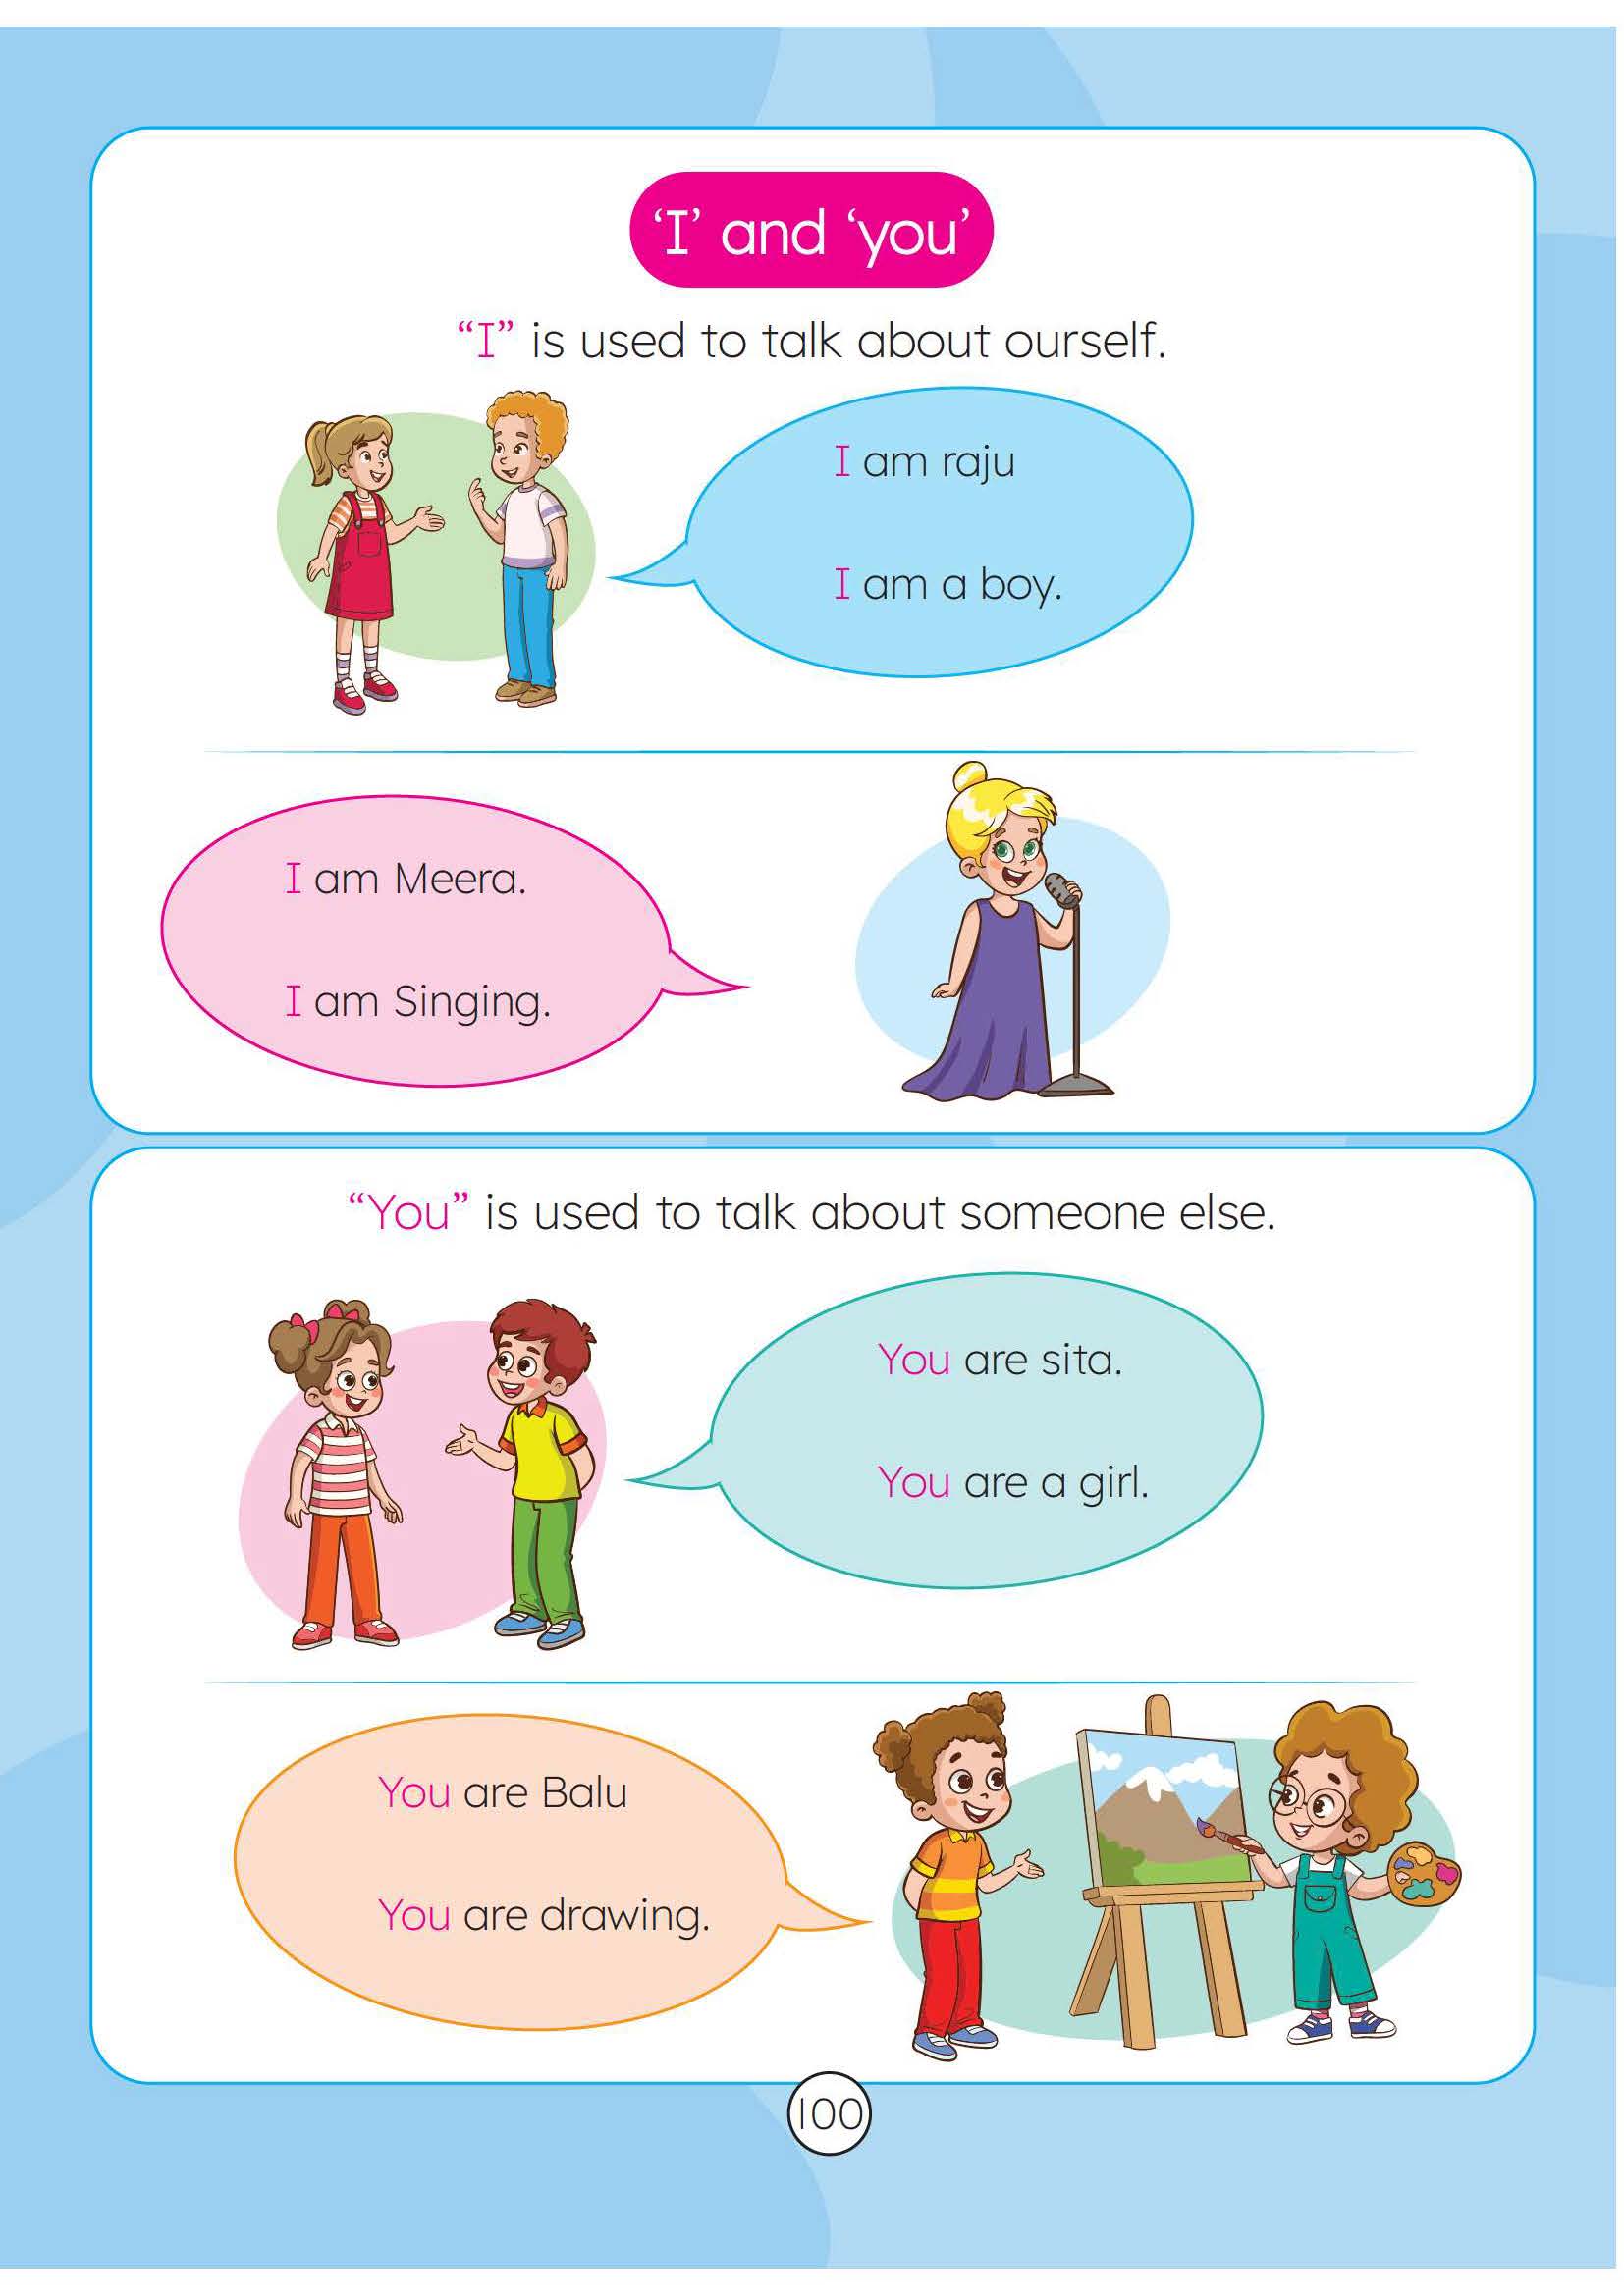 ‘I’ and ‘you’
“I” is used to talk about ourself.
I am raju
I am a boy.
I am Meera.
I am Singing.
“You” is used to talk about someone else.
You are sita.
You are a girl.
You are Balu
You are drawing.
100